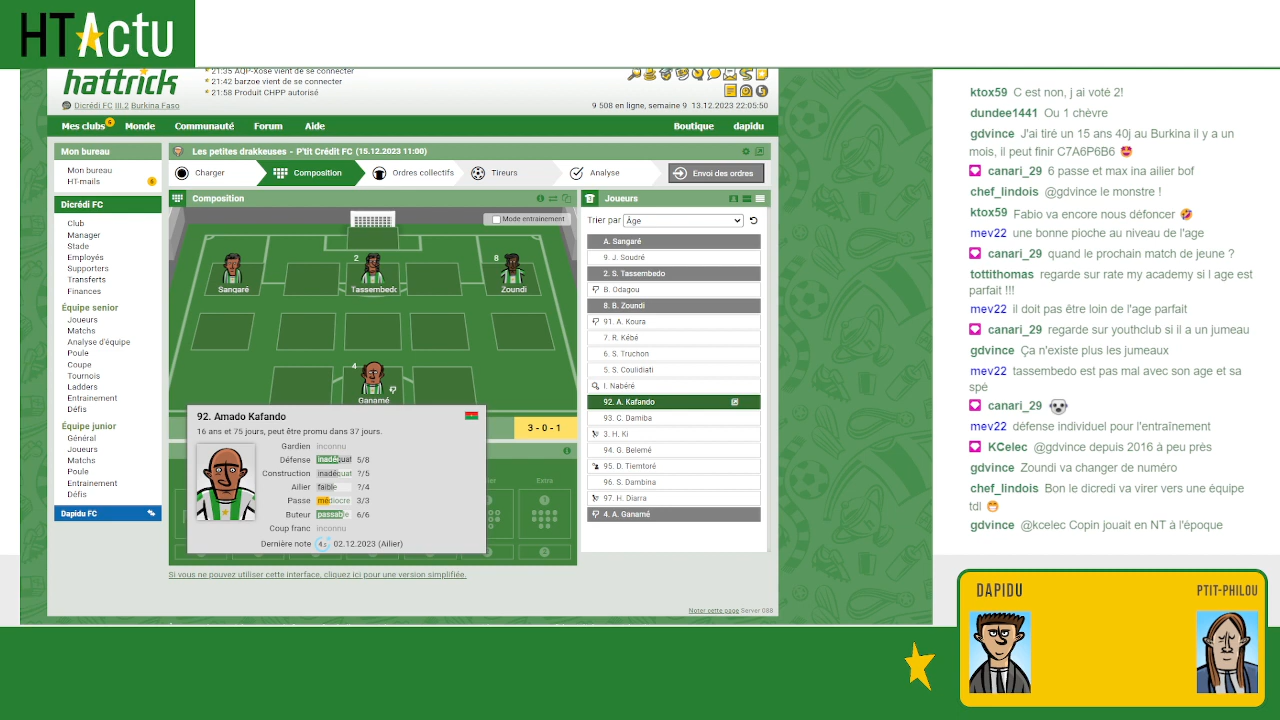 HTActu
hattrick
21:35 AQP-Xose vient de se connecter
21:42 barzoe vient de se connecter
21:58 Produit CHPP autorisé
Dicrédi FC III.2 Burkina Faso
9 508 en ligne, semaine 9 13.12.2023 22:05:50
Mes clubs 6 Monde Communauté Forum Aide Boutique dapidu
Mon bureau
Mon bureau
HT-mails 6
Dicrédi FC
Club
Manager
Stade
Employés
Supporters
Transferts
Finances
Équipe senior
Joueurs
Matchs
Analyse d'équipe
Poule
Coupe
Tournois
Ladders
Entrainement
Défis
Équipe junior
Général
Joueurs
Matchs
Poule
Entrainement
Défis
Dapidu FC
Les petites drakkeuses - P'tit Crédit FC (15.12.2023 11:00)
Charger Composition Ordres collectifs Tireurs Analyse Envoi des ordres
Composition
Mode entrainement
2
8
Sangaré Tassembedo Zoundi
4
Ganamé
3 - 0 - 1
92. Amado Kafando
16 ans et 75 jours, peut être promu dans 37 jours.
Gardien inconnu
Défense inadéquat 5/8
Construction inadéquat ?/5
Ailier faible ?/4
Passe médiocre 3/3
Buteur passable 6/6
Coup franc inconnu
Dernière note 4 02.12.2023 (Ailier)
Extra
Si vous ne pouvez utiliser cette interface, cliquez ici pour une version simplifiée.
Joueurs
Trier par Âge
A. Sangaré
9. J. Soudré
2. S. Tassembedo
B. Odagou
8. B. Zoundi
91. A. Koura
7. R. Kébé
6. S. Truchon
5. S. Coulidiati
I. Nabéré
92. A. Kafando
93. C. Damiba
3. H. Ki
94. G. Belemé
95. D. Tiemtoré
96. S. Dambina
97. H. Diarra
4. A. Ganamé
Noter cette page Server 088
ktox59 C est non, j ai voté 2!
dundee1441 Ou 1 chèvre
gdvince J'ai tiré un 15 ans 40j au Burkina il y a un
mois, il peut finir C7A6P6B6
canari_29 6 passe et max ina ailier bof
chef_lindois @gdvince le monstre !
ktox59 Fabio va encore nous défoncer
mev22 une bonne pioche au niveau de l'age
canari_29 quand le prochain match de jeune ?
tottithomas regarde sur rate my academy si l age est
parfait !!!
mev22 il doit pas être loin de l'age parfait
canari_29 regarde sur youthclub si il a un jumeau
gdvince Ça n'existe plus les jumeaux
mev22 tassembedo est pas mal avec son age et sa
spé
canari_29
mev22 défense individuel pour l'entraînement
KCelec @gdvince depuis 2016 à peu près
gdvince Zoundi va changer de numéro
chef_lindois Bon le dicredi va virer vers une équipe
tdl
gdvince @kcelec Copin jouait en NT à l'époque
DAPIDU PTIT-PHILOU